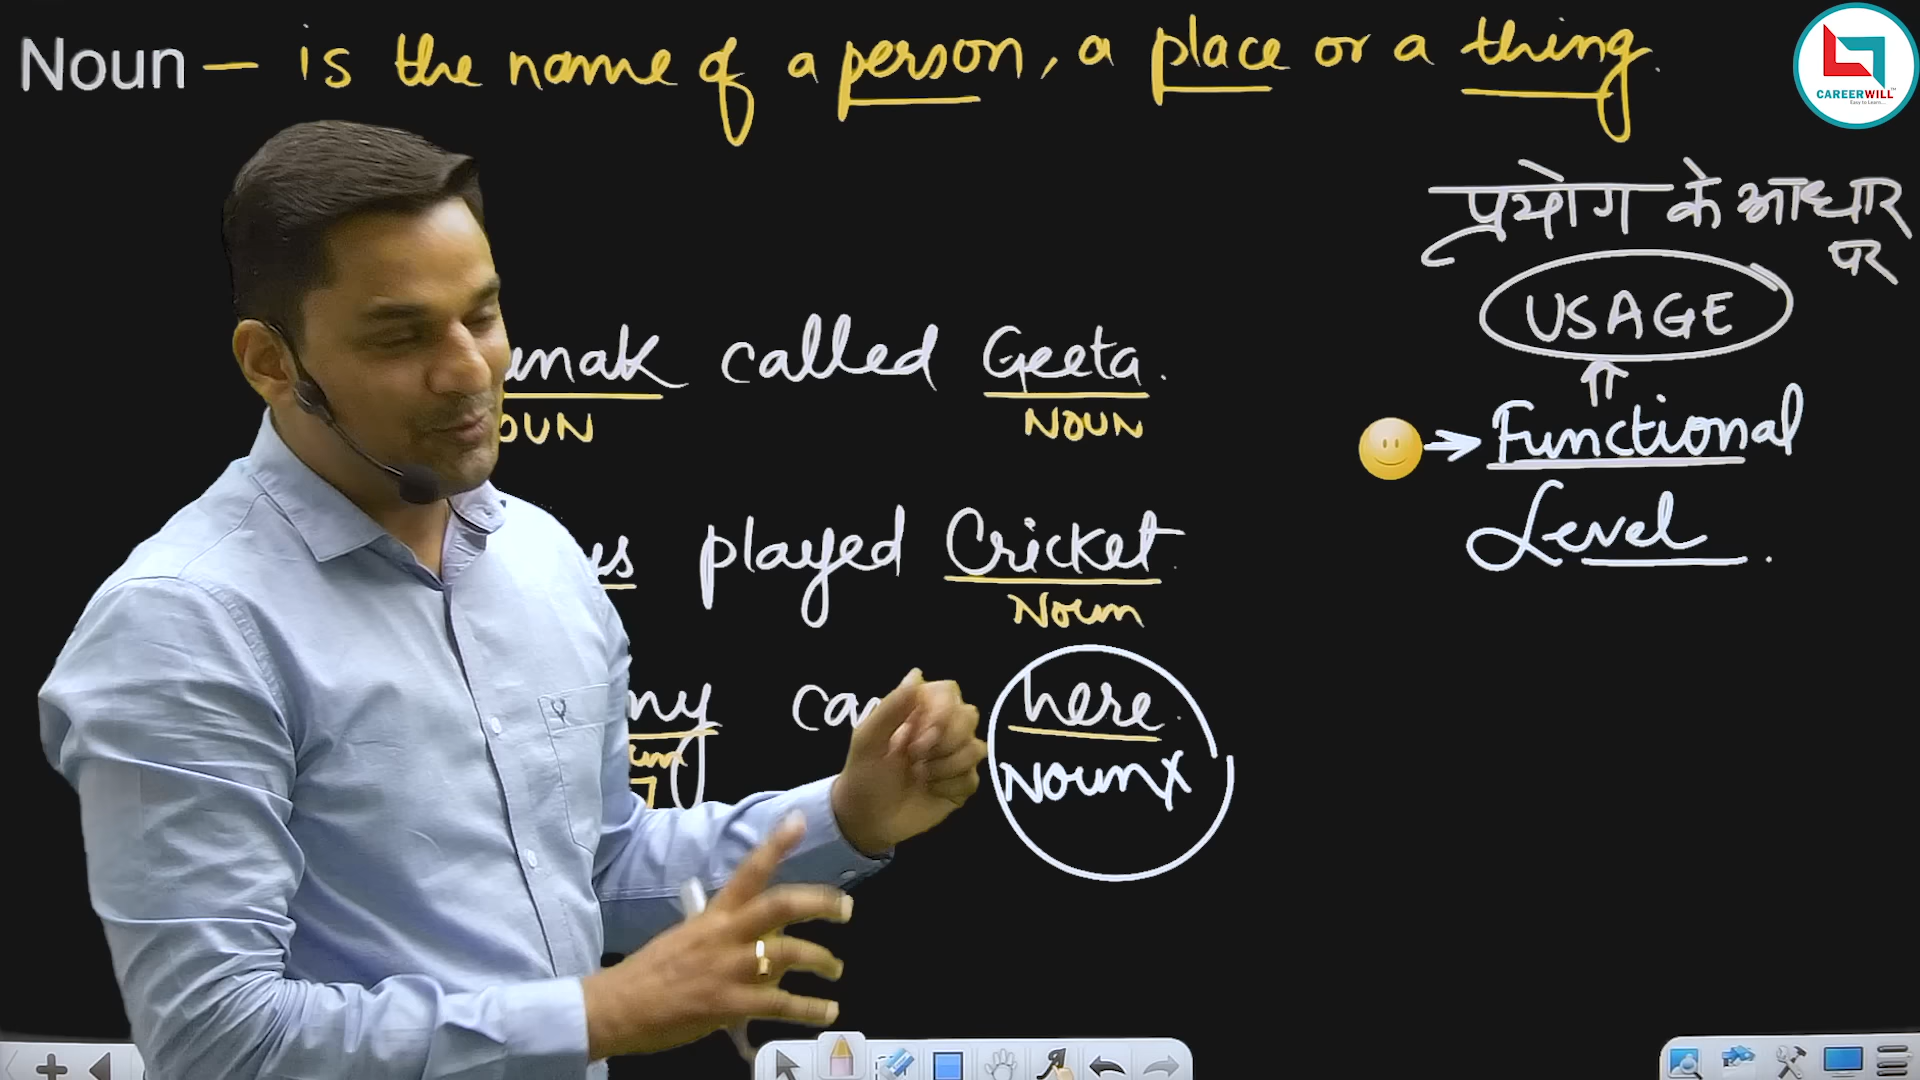 Noun — is the name of a person, a place or a thing.
CAREERWILL
प्रयोग के आधार
पर
USAGE
called Geeta.
NOUN
Functional
Level.
played Cricket.
Noun
here.
Noun x